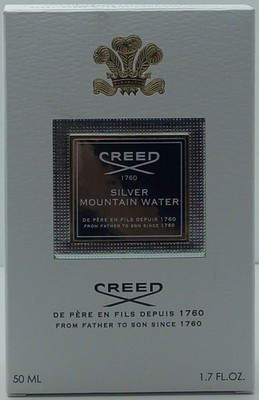 CREED
1760
SILVER
MOUNTAIN WATER
DE PÈRE EN FILS DEPUIS 1760
FROM FATHER TO SON SINCE 1760
CREED
DE PÈRE EN FILS DEPUIS 1760
FROM FATHER TO SON SINCE 1760
50 ML 1.7 FL.OZ.